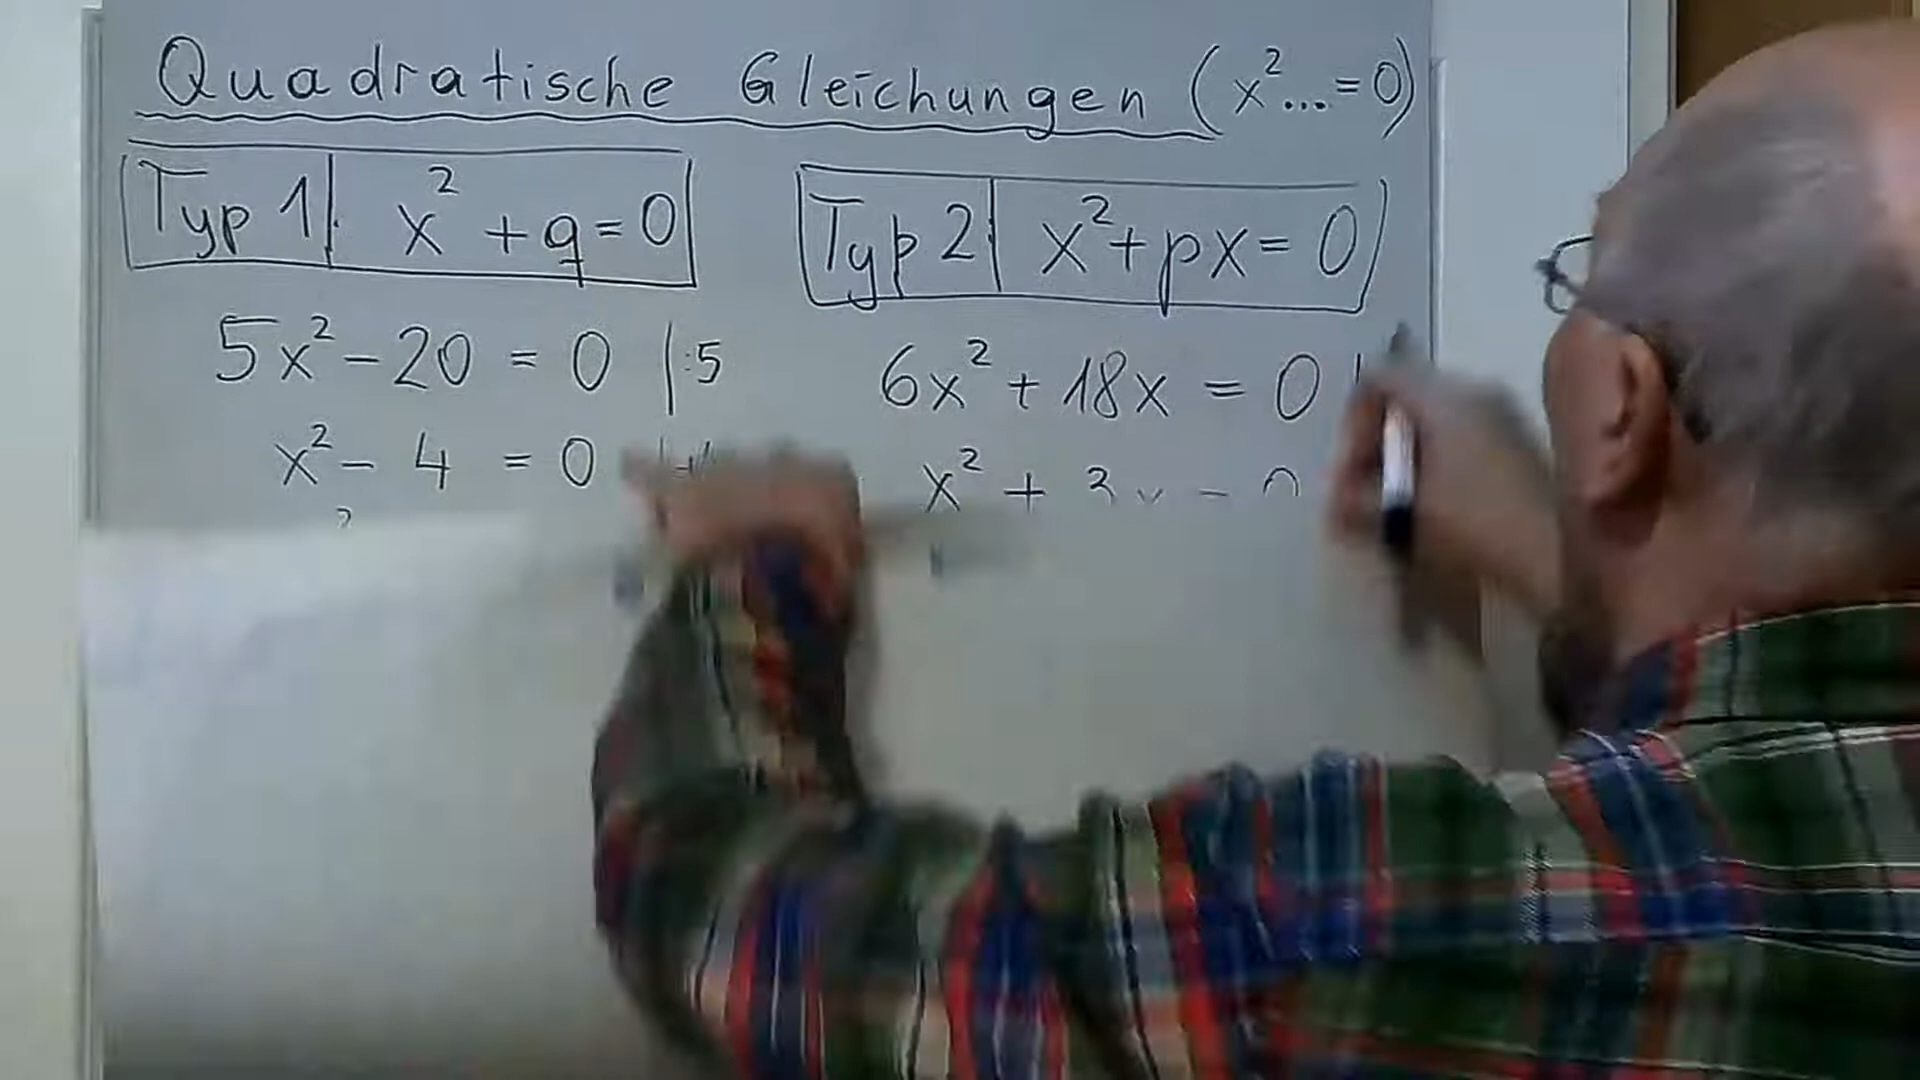 Quadratische Gleichungen (x²...=0)
Typ 1 | x² + q = 0
5x² - 20 = 0 |:5
x² - 4 = 0
Typ 2 | x² + px = 0
6x² + 18x = 0 |
x² +